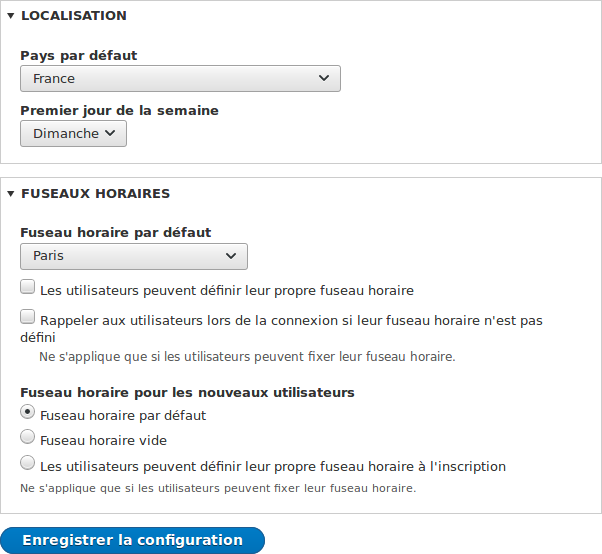 LOCALISATION
Pays par défaut
France
Premier jour de la semaine
Dimanche
FUSEAUX HORAIRES
Fuseau horaire par défaut
Paris
Les utilisateurs peuvent définir leur propre fuseau horaire
Rappeler aux utilisateurs lors de la connexion si leur fuseau horaire n'est pas
défini
Ne s'applique que si les utilisateurs peuvent fixer leur fuseau horaire.
Fuseau horaire pour les nouveaux utilisateurs
Fuseau horaire par défaut
Fuseau horaire vide
Les utilisateurs peuvent définir leur propre fuseau horaire à l'inscription
Ne s'applique que si les utilisateurs peuvent fixer leur fuseau horaire.
Enregistrer la configuration